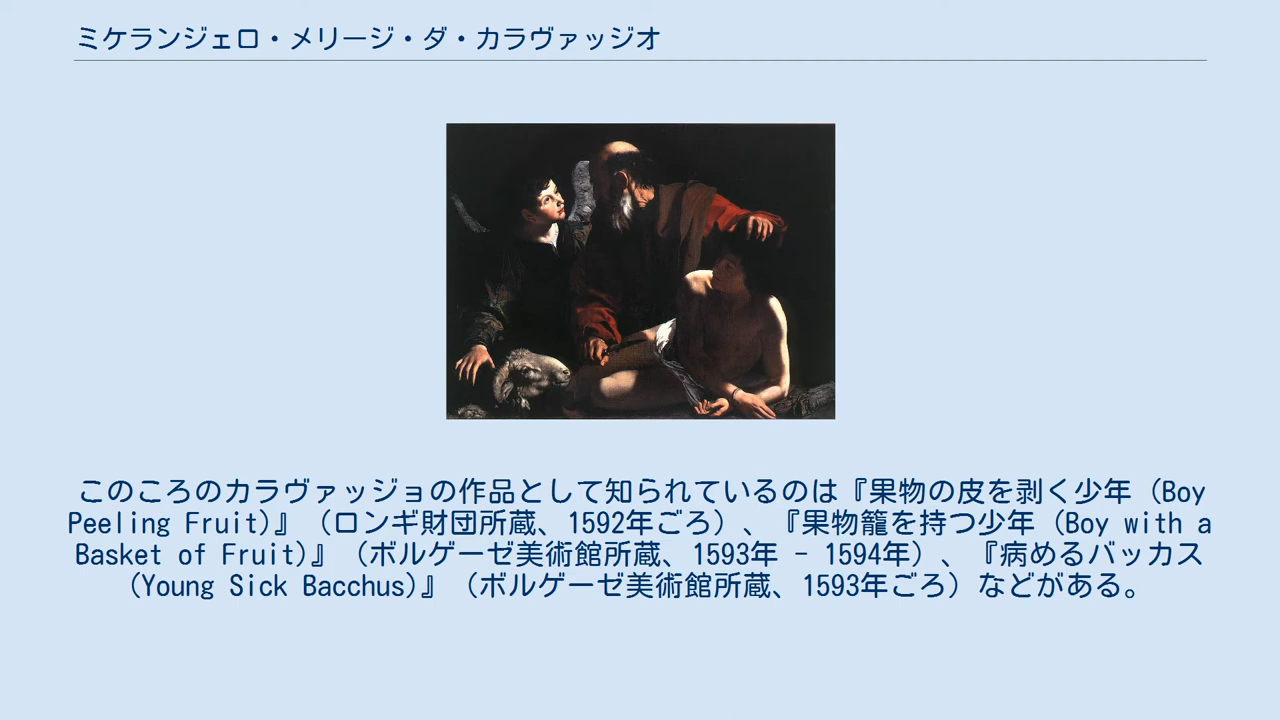 ミケランジェロ・メリージ・ダ・カラヴァッジオ
このころのカラヴァッジョの作品として知られているのは『果物の皮を剥く少年（Boy
Peeling Fruit)』（ロンギ財団所蔵、1592年ごろ）、『果物籠を持つ少年（Boy with a
Basket of Fruit)』（ボルゲーゼ美術館所蔵、1593年 - 1594年）、『病めるバッカス
（Young Sick Bacchus)』（ボルゲーゼ美術館所蔵、1593年ごろ）などがある。